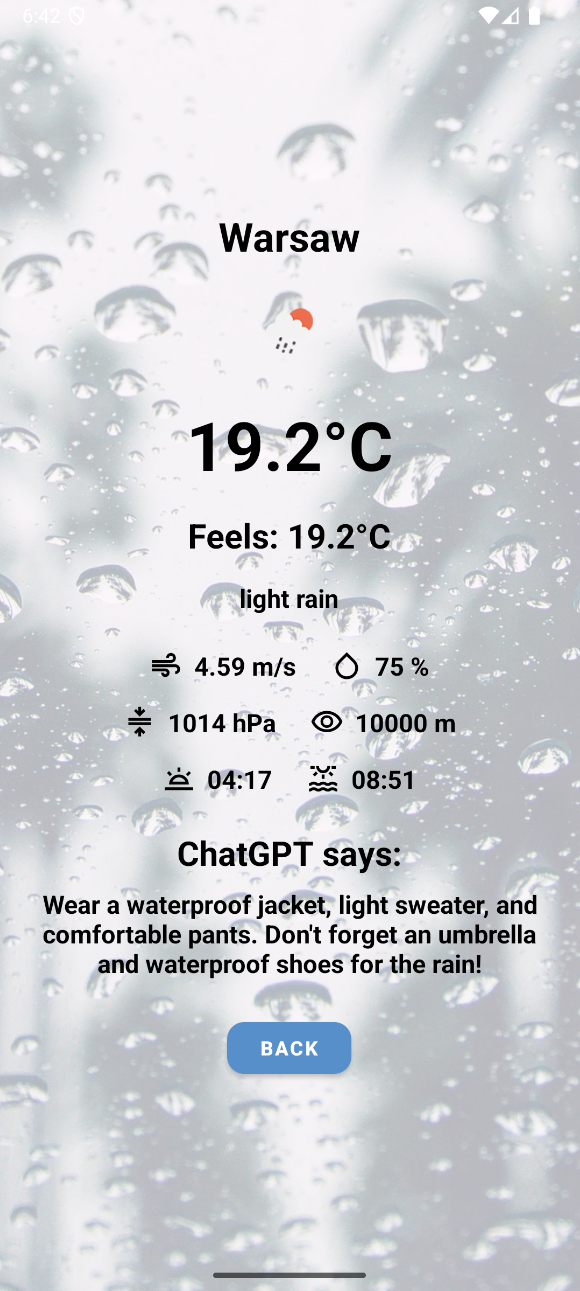 6:42
Warsaw
19.2°C
Feels: 19.2°C
light rain
4.59 m/s 75 %
1014 hPa 10000 m
04:17 08:51
ChatGPT says:
Wear a waterproof jacket, light sweater, and
comfortable pants. Don't forget an umbrella
and waterproof shoes for the rain!
BACK